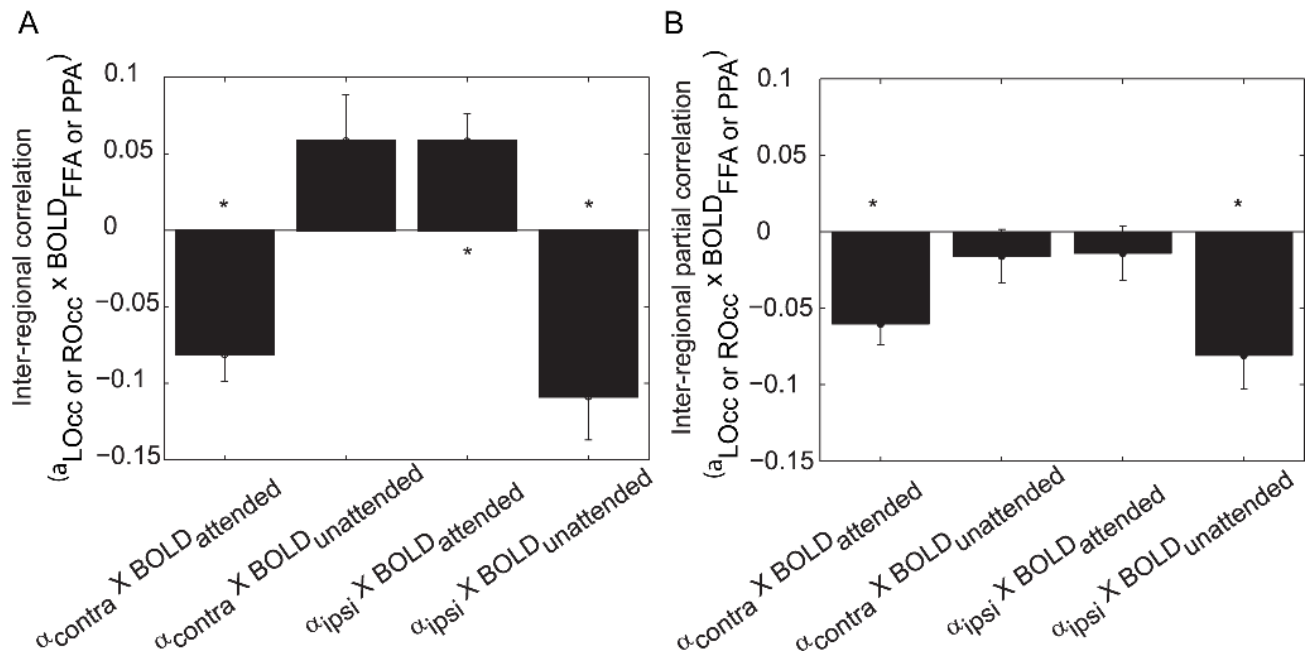 A
Inter-regional correlation
(aLOcc or ROcc x BOLDFFA or PPA)
0.1
0.05
0
−0.05
−0.1
−0.15
*
*
*
αcontra X BOLDattended
αcontra X BOLDunattended
αipsi X BOLDattended
αipsi X BOLDunattended
B
Inter-regional partial correlation
(aLOcc or ROcc x BOLDFFA or PPA)
0.1
0.05
0
−0.05
−0.1
−0.15
*
*
αcontra X BOLDattended
αcontra X BOLDunattended
αipsi X BOLDattended
αipsi X BOLDunattended